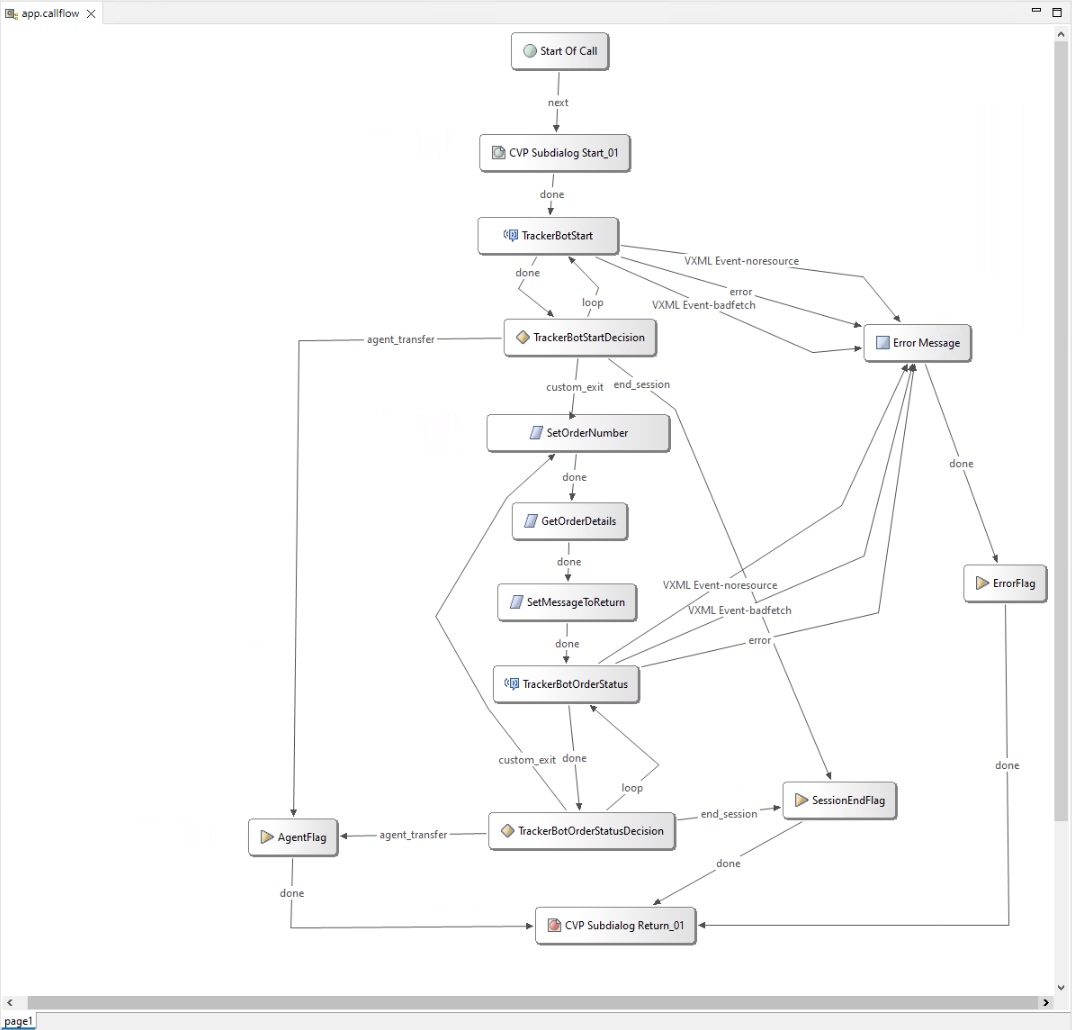 app.callflow
Start Of Call
next
CVP Subdialog Start_01
done
TrackerBotStart
VXML Event-noresource
done
error
loop
VXML Event-badfetch
agent_transfer
TrackerBotStartDecision
Error Message
custom_exit
end_session
SetOrderNumber
done
done
GetOrderDetails
done
VXML Event-noresource
ErrorFlag
SetMessageToReturn
VXML Event-badfetch
done
error
TrackerBotOrderStatus
custom_exit
done
done
loop
SessionEndFlag
end_session
AgentFlag
agent_transfer
TrackerBotOrderStatusDecision
done
done
CVP Subdialog Return_01
page1